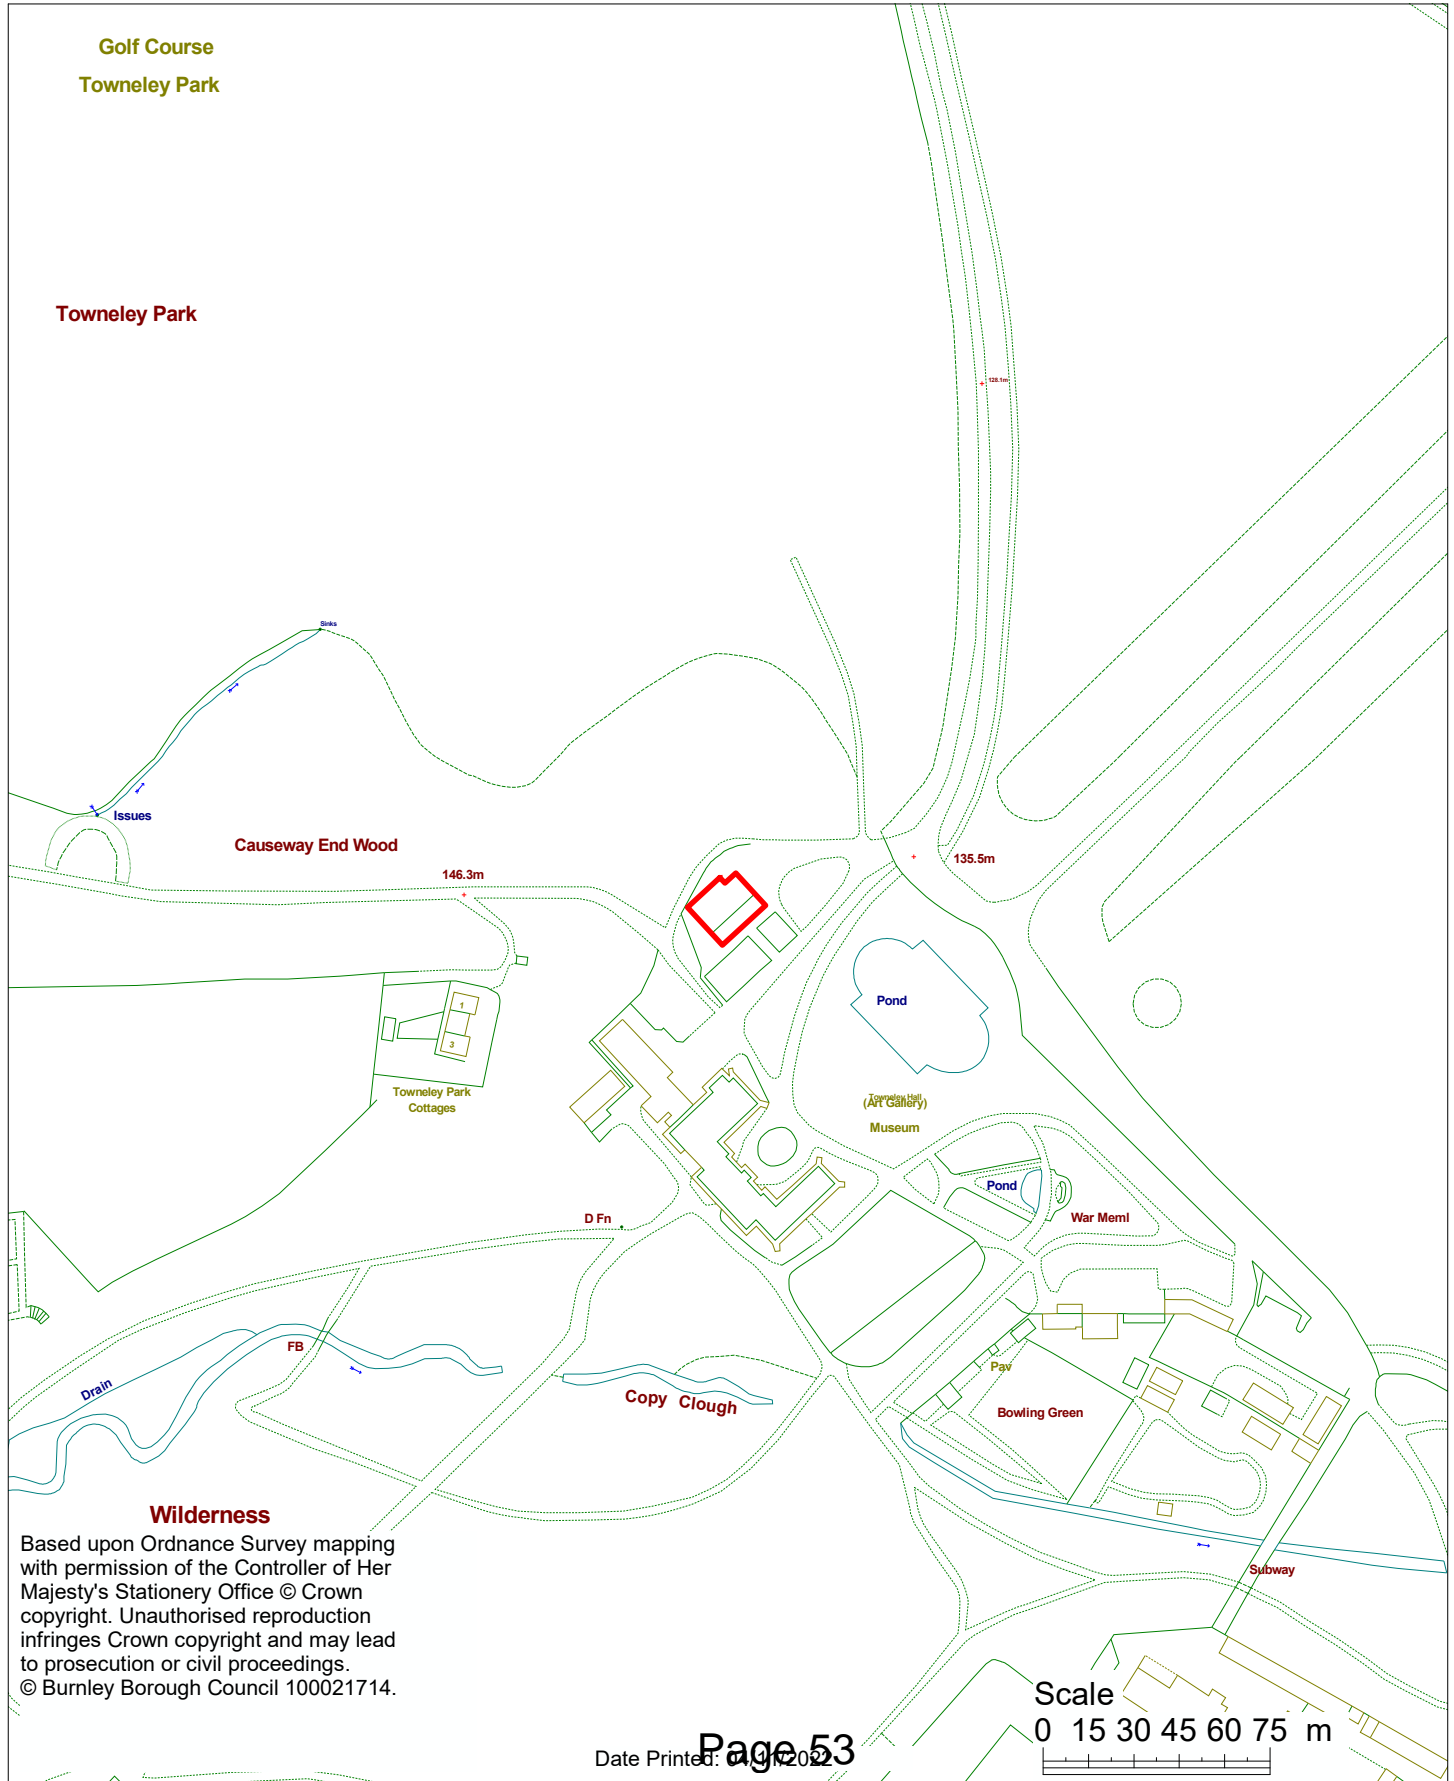 Golf Course
Towneley Park
Towneley Park
128.1m
Sinks
Issues
Causeway End Wood
146.3m
135.5m
Pond
1
3
Towneley Park
Cottages
Towneley Hall
(Art Gallery)
Museum
Pond
War Meml
D Fn
FB
Pav
Drain
Copy Clough
Bowling Green
Wilderness
Based upon Ordnance Survey mapping
with permission of the Controller of Her
Majesty's Stationery Office © Crown
copyright. Unauthorised reproduction
infringes Crown copyright and may lead
to prosecution or civil proceedings.
© Burnley Borough Council 100021714.
Subway
Scale
0 15 30 45 60 75 m
Page 53
Date Printed: